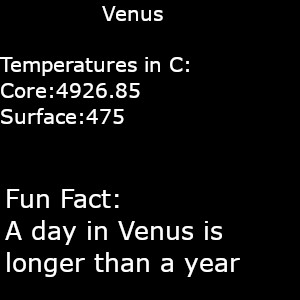 Venus
Temperatures in C:
Core:4926.85
Surface:475
Fun Fact:
A day in Venus is
longer than a year